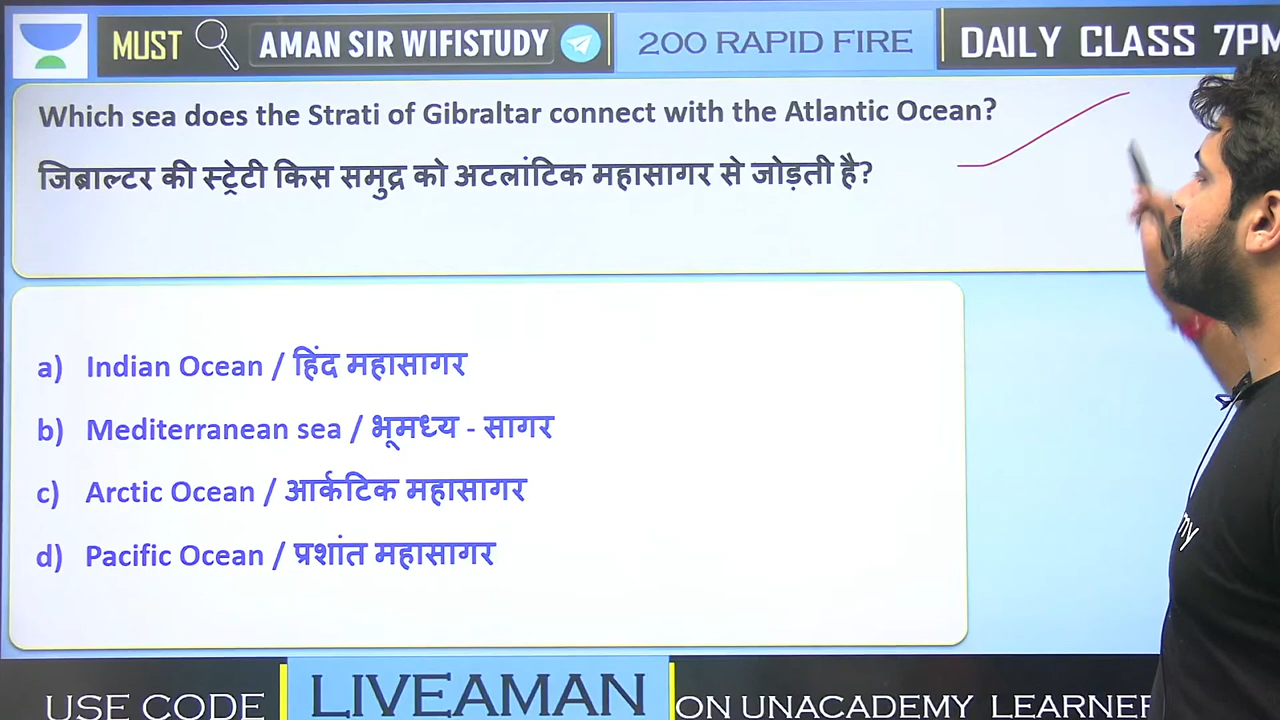 MUST AMAN SIR WIFISTUDY 200 RAPID FIRE DAILY CLASS 7PM
Which sea does the Strati of Gibraltar connect with the Atlantic Ocean?
जिब्राल्टर की स्ट्रेटी किस समुद्र को अटलांटिक महासागर से जोड़ती है?
a) Indian Ocean / हिंद महासागर
b) Mediterranean sea / भूमध्य - सागर
c) Arctic Ocean / आर्कटिक महासागर
d) Pacific Ocean / प्रशांत महासागर
my
USE CODE LIVEAMAN ON UNACADEMY LEARNER